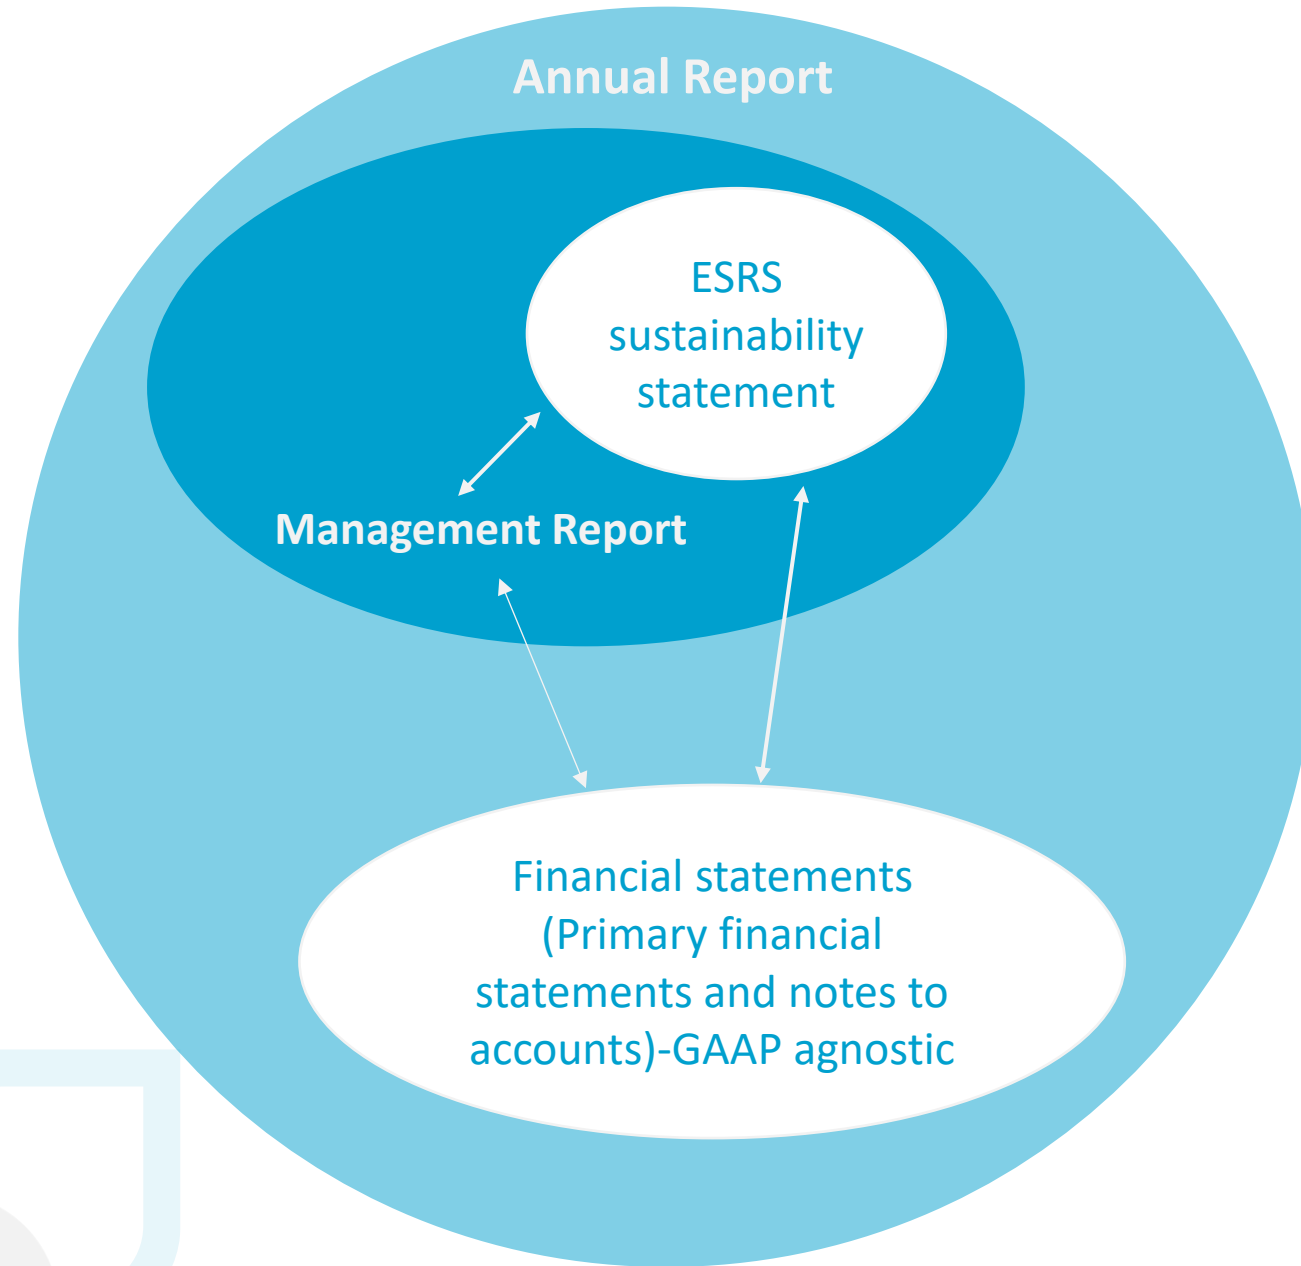 Annual Report
ESRS
sustainability
statement
Management Report
Financial statements
(Primary financial
statements and notes to
accounts)-GAAP agnostic